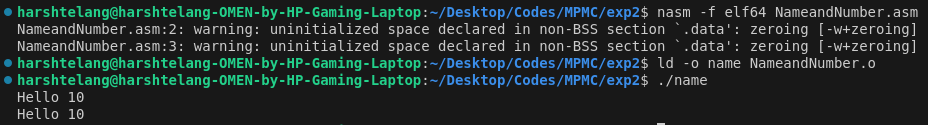 harshtelang@harshtelang-OMEN-by-HP-Gaming-Laptop:~/Desktop/Codes/MPMC/exp2$ nasm -f elf64 NameandNumber.asm
NameandNumber.asm:2: warning: uninitialized space declared in non-BSS section `.data': zeroing [-w+zeroing]
NameandNumber.asm:3: warning: uninitialized space declared in non-BSS section `.data': zeroing [-w+zeroing]
harshtelang@harshtelang-OMEN-by-HP-Gaming-Laptop:~/Desktop/Codes/MPMC/exp2$ ld -o name NameandNumber.o
harshtelang@harshtelang-OMEN-by-HP-Gaming-Laptop:~/Desktop/Codes/MPMC/exp2$ ./name
Hello 10
Hello 10